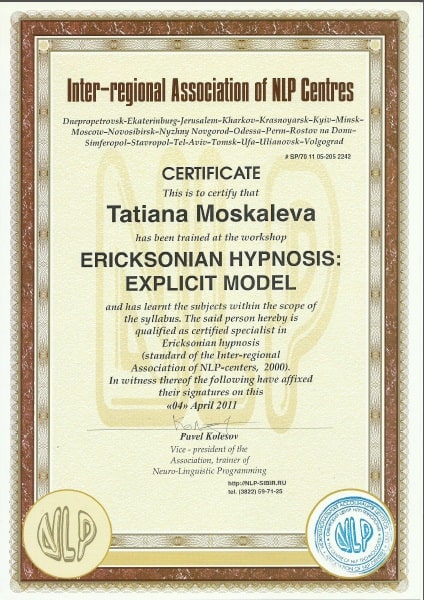 Inter-regional Association of NLP Centres
Dnepropetrovsk-Ekaterinburg-Jerusalem-Kharkov-Krasnoyarsk-Kyiv-Minsk-
Moscow-Novosibirsk-Nyzhny Novgorod-Odessa-Perm-Rostov na Donu-
Simferopol-Stavropol-Tel-Aviv-Tomsk-Ufa-Ulianovsk-Volgograd
# SP/70 11 05-205 2242
CERTIFICATE
This is to certify that
Tatiana Moskaleva
has been trained at the workshop
ERICKSONIAN HYPNOSIS:
EXPLICIT MODEL
and has learnt the subjects within the scope of
the syllabus. The said person hereby is
qualified as certified specialist in
Ericksonian hypnosis
(standard of the Inter-regional
Association of NLP-centers, 2000).
In witness thereof the following have affixed
their signatures on this
«04» April 2011
Pavel Kolesov
Vice - president of the
Association, trainer of
Neuro-Linguistic Programming
http://NLP-SIBIR.RU
tel. (3822) 59-71-25
NLP
NLP